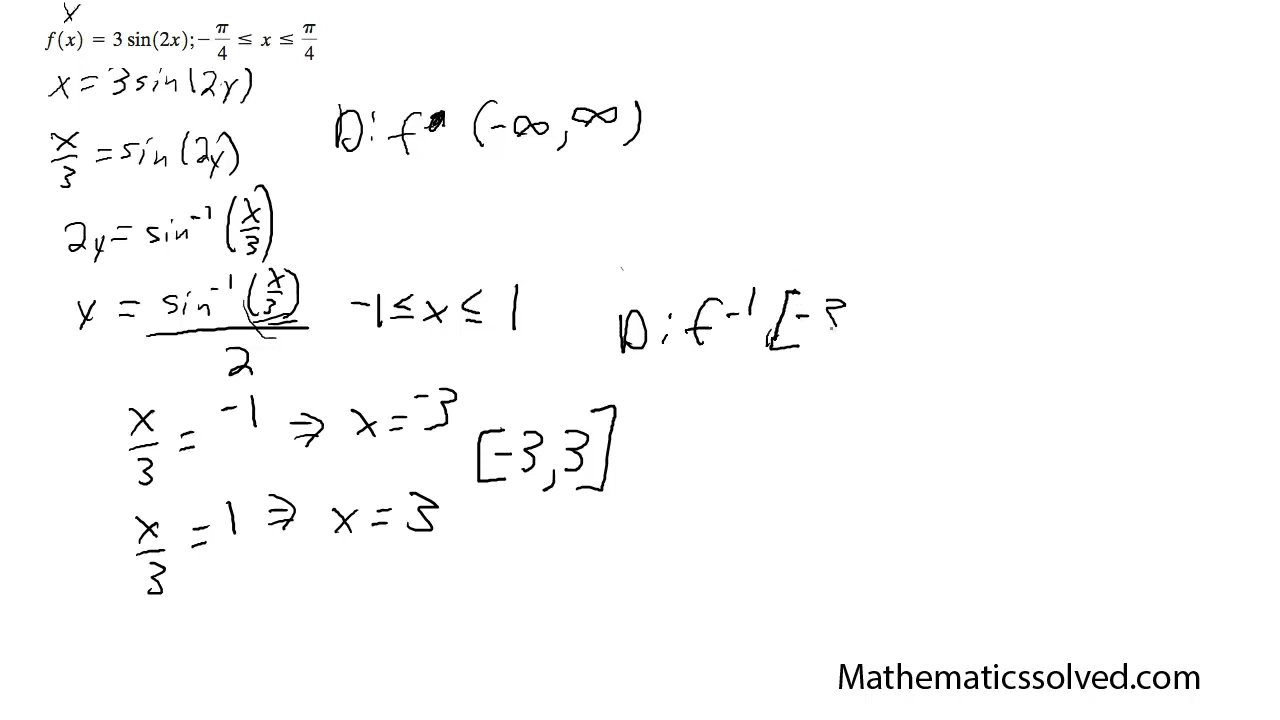 y
f(x) = 3 sin(2x); -π/4 ≤ x ≤ π/4
x = 3 sin(2y)
D: f (-∞, ∞)
x/3 = sin(2y)
2y = sin⁻¹(x/3)
y = sin⁻¹(x/3)/2 -1 ≤ x ≤ 1 D: f⁻¹ [-3
x/3 = -1 ⇒ x = -3 [-3, 3]
x/3 = 1 ⇒ x = 3
Mathematicssolved.com